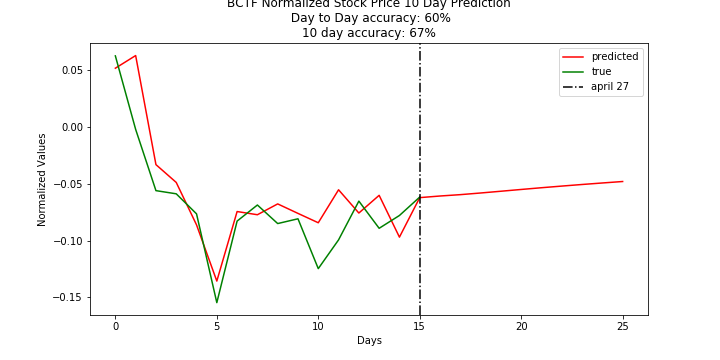 BCTF Normalized Stock Price 10 Day Prediction
Day to Day accuracy: 60%
10 day accuracy: 67%
predicted
true
april 27
0.05
0.00
−0.05
−0.10
−0.15
Normalized Values
0 5 10 15 20 25
Days